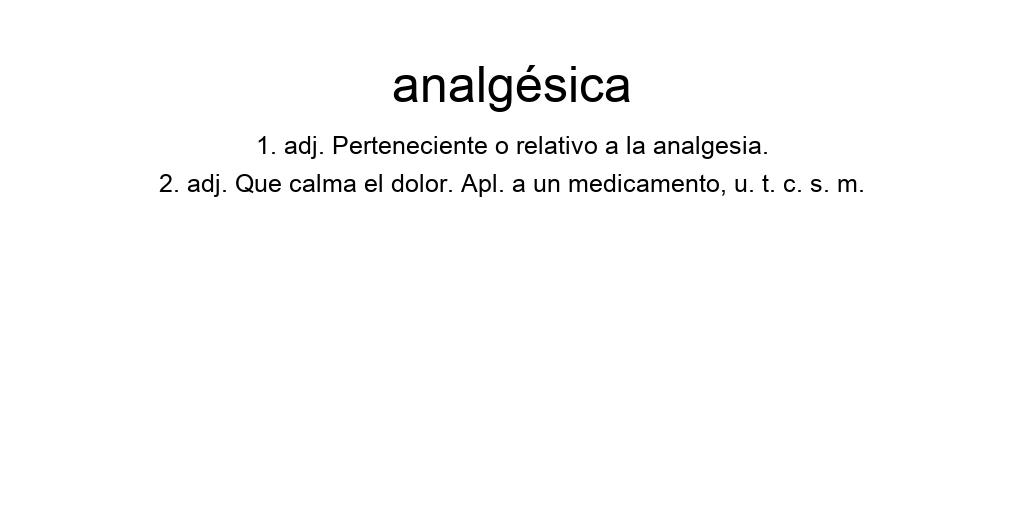 analgésica
1. adj. Perteneciente o relativo a la analgesia.
2. adj. Que calma el dolor. Apl. a un medicamento, u. t. c. s. m.